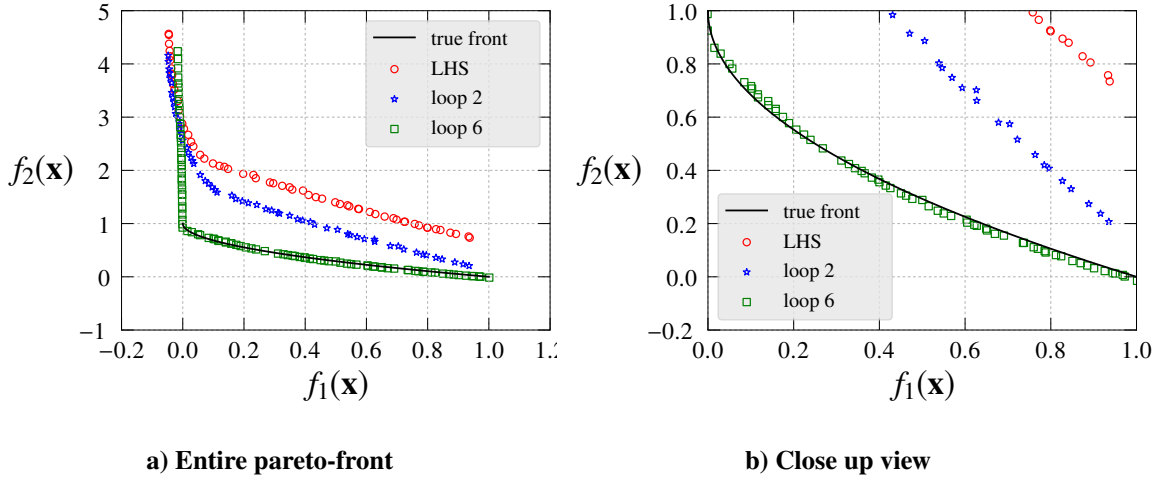 5
4
3
2
1
0
−1
−0.2
0.0
0.2
0.4
0.6
0.8
1.0
1.2
f2(x)
f1(x)
true front
LHS
loop 2
loop 6
a) Entire pareto-front
1.0
0.8
0.6
0.4
0.2
0.0
−0.2
0.0
0.2
0.4
0.6
0.8
1.0
f2(x)
f1(x)
true front
LHS
loop 2
loop 6
b) Close up view